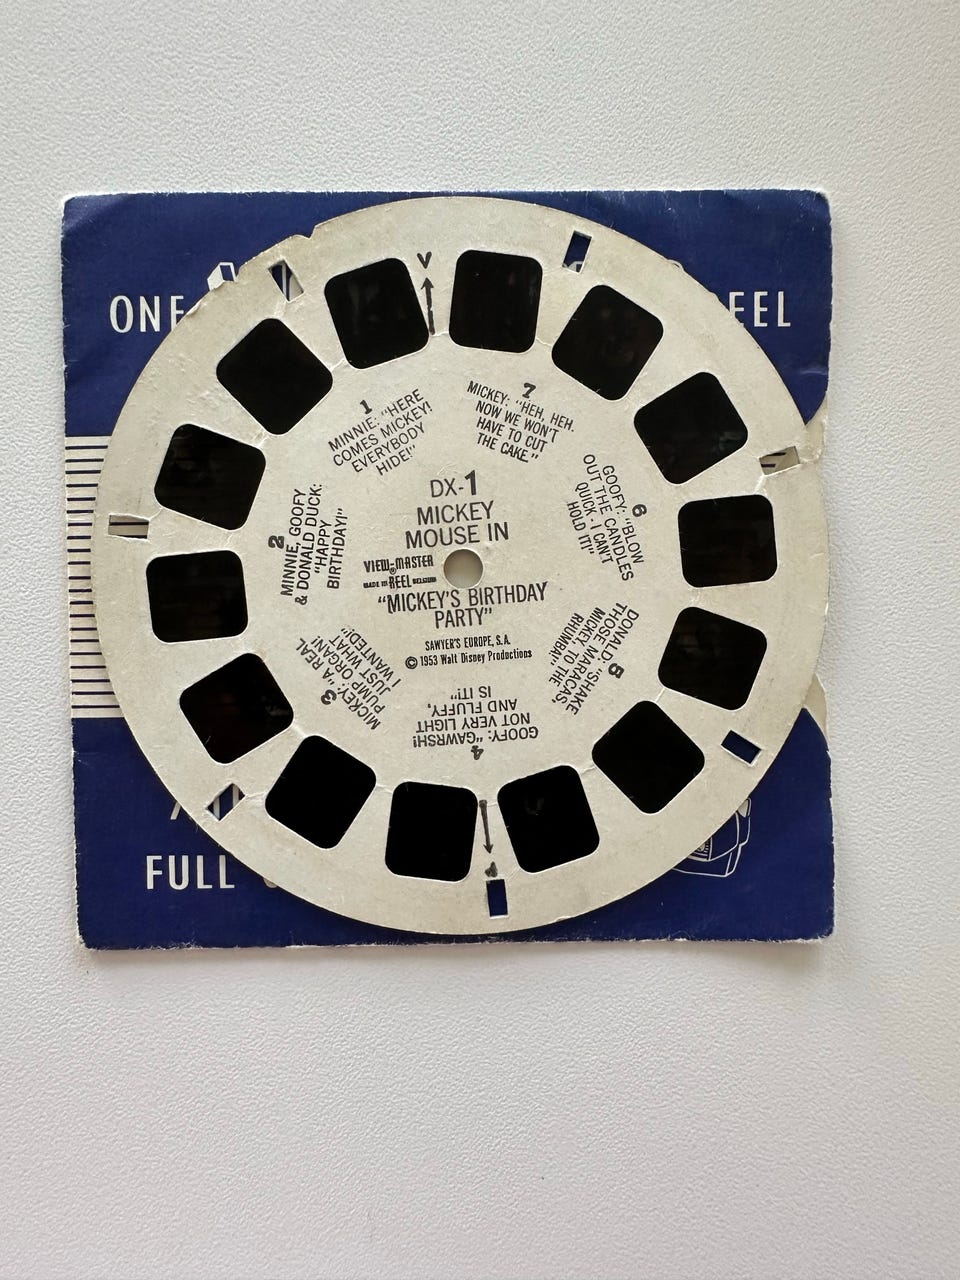 ONE
EEL
FULL
V
DX-1
MICKEY
MOUSE IN
VIEW-MASTER
®
MADE IN REEL BELGIUM
"MICKEY'S BIRTHDAY
PARTY"
SAWYER'S EUROPE, S.A.
© 1953 Walt Disney Productions
1
MINNIE: "HERE
COMES MICKEY!
EVERYBODY
HIDE!"
2
MINNIE, GOOFY
& DONALD DUCK:
"HAPPY
BIRTHDAY!"
3
MICKEY: "A REAL
PUMP ORGAN!
JUST WHAT
I WANTED!"
4
GOOFY: "GAWRSH!
NOT VERY LIGHT
AND FLUFFY,
IS IT!"
5
DONALD: "SHAKE
THOSE MARACAS,
MICKEY TO THE
RHUMBA!"
6
GOOFY: "BLOW
OUT THE CANDLES
QUICK - I CAN'T
HOLD IT!"
7
MICKEY: "HEH, HEH.
NOW WE WON'T
HAVE TO CUT
THE CAKE."